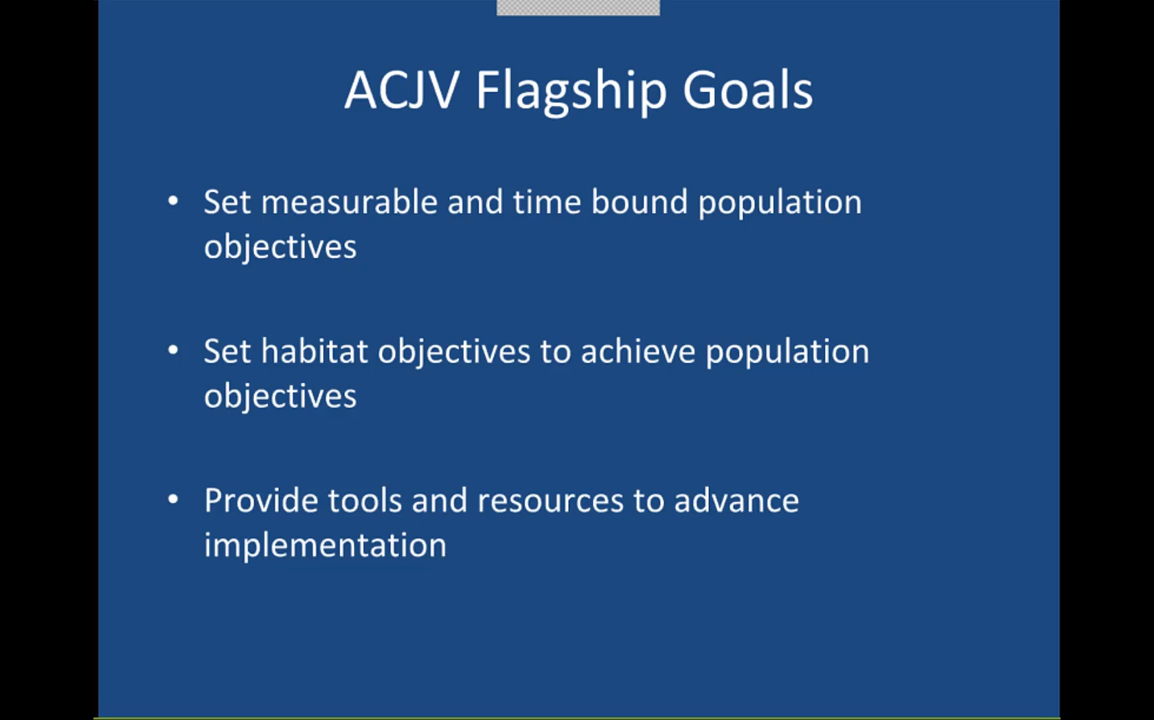 ACJV Flagship Goals
• Set measurable and time bound population
objectives
• Set habitat objectives to achieve population
objectives
• Provide tools and resources to advance
implementation